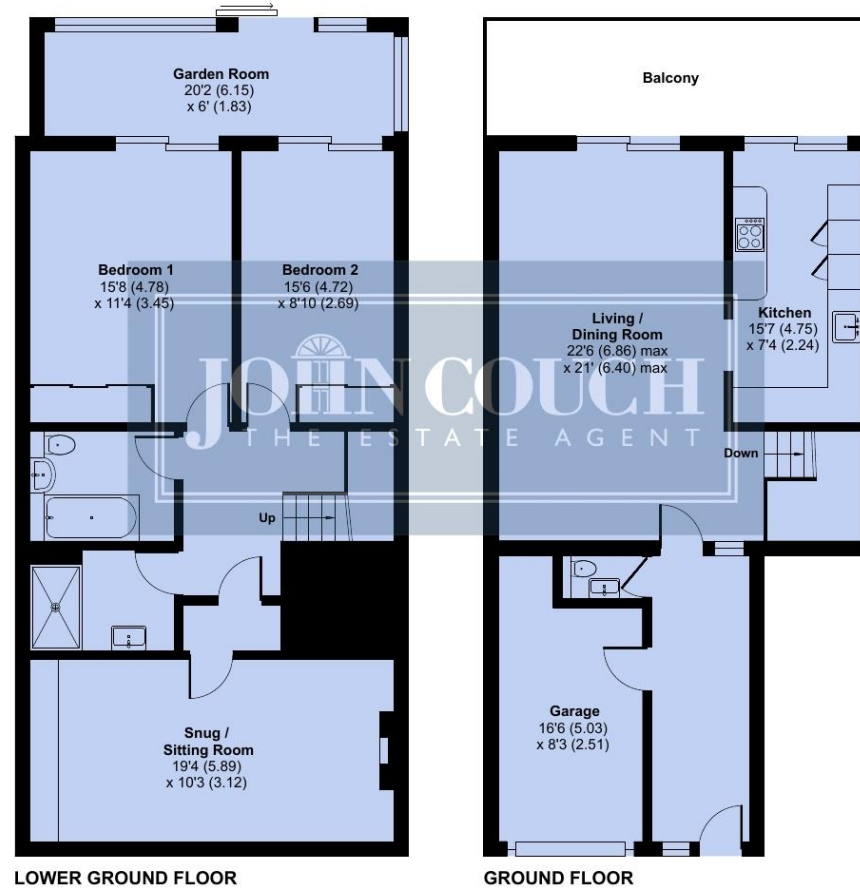 Garden Room
20'2 (6.15)
x 6' (1.83)
Bedroom 1
15'8 (4.78)
x 11'4 (3.45)
Bedroom 2
15'6 (4.72)
x 8'10 (2.69)
Up
Snug /
Sitting Room
19'4 (5.89)
x 10'3 (3.12)
LOWER GROUND FLOOR
Balcony
Living /
Dining Room
22'6 (6.86) max
x 21' (6.40) max
Kitchen
15'7 (4.75)
x 7'4 (2.24)
Down
Garage
16'6 (5.03)
x 8'3 (2.51)
GROUND FLOOR
JOHN COUCH
THE ESTATE AGENT